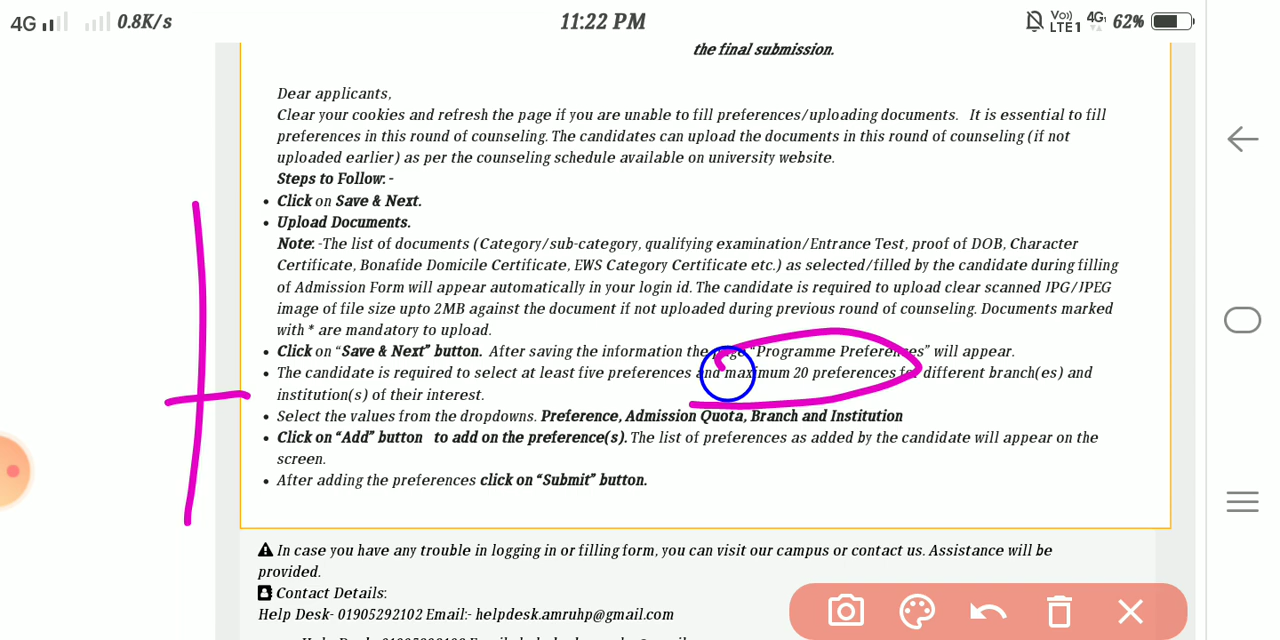 4G 0.8K/s 11:22 PM Vo) LTE1 4G 62%
the final submission.
Dear applicants,
Clear your cookies and refresh the page if you are unable to fill preferences/uploading documents. It is essential to fill
preferences in this round of counseling. The candidates can upload the documents in this round of counseling (if not
uploaded earlier) as per the counseling schedule available on university website.
Steps to Follow: -
• Click on Save & Next.
• Upload Documents.
Note: -The list of documents (Category/sub-category, qualifying examination/Entrance Test, proof of DOB, Character
Certificate, Bonafide Domicile Certificate, EWS Category Certificate etc.) as selected/filled by the candidate during filling
of Admission Form will appear automatically in your login id. The candidate is required to upload clear scanned JPG/JPEG
image of file size upto 2MB against the document if not uploaded during previous round of counseling. Documents marked
with * are mandatory to upload.
• Click on “Save & Next” button. After saving the information the page “Programme Preferences” will appear.
• The candidate is required to select at least five preferences and maximum 20 preferences for different branch(es) and
institution(s) of their interest.
• Select the values from the dropdowns. Preference, Admission Quota, Branch and Institution
• Click on “Add” button to add on the preference(s). The list of preferences as added by the candidate will appear on the
screen.
• After adding the preferences click on “Submit” button.
In case you have any trouble in logging in or filling form, you can visit our campus or contact us. Assistance will be
provided.
Contact Details:
Help Desk- 01905292102 Email:- helpdesk.amruhp@gmail.com